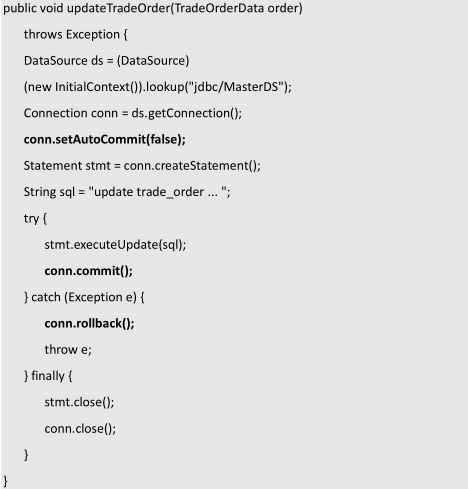 public void updateTradeOrder(TradeOrderData order)
throws Exception {
DataSource ds = (DataSource)
(new InitialContext()).lookup("jdbc/MasterDS");
Connection conn = ds.getConnection();
conn.setAutoCommit(false);
Statement stmt = conn.createStatement();
String sql = "update trade_order ... ";
try {
stmt.executeUpdate(sql);
conn.commit();
} catch (Exception e) {
conn.rollback();
throw e;
} finally {
stmt.close();
conn.close();
}
}